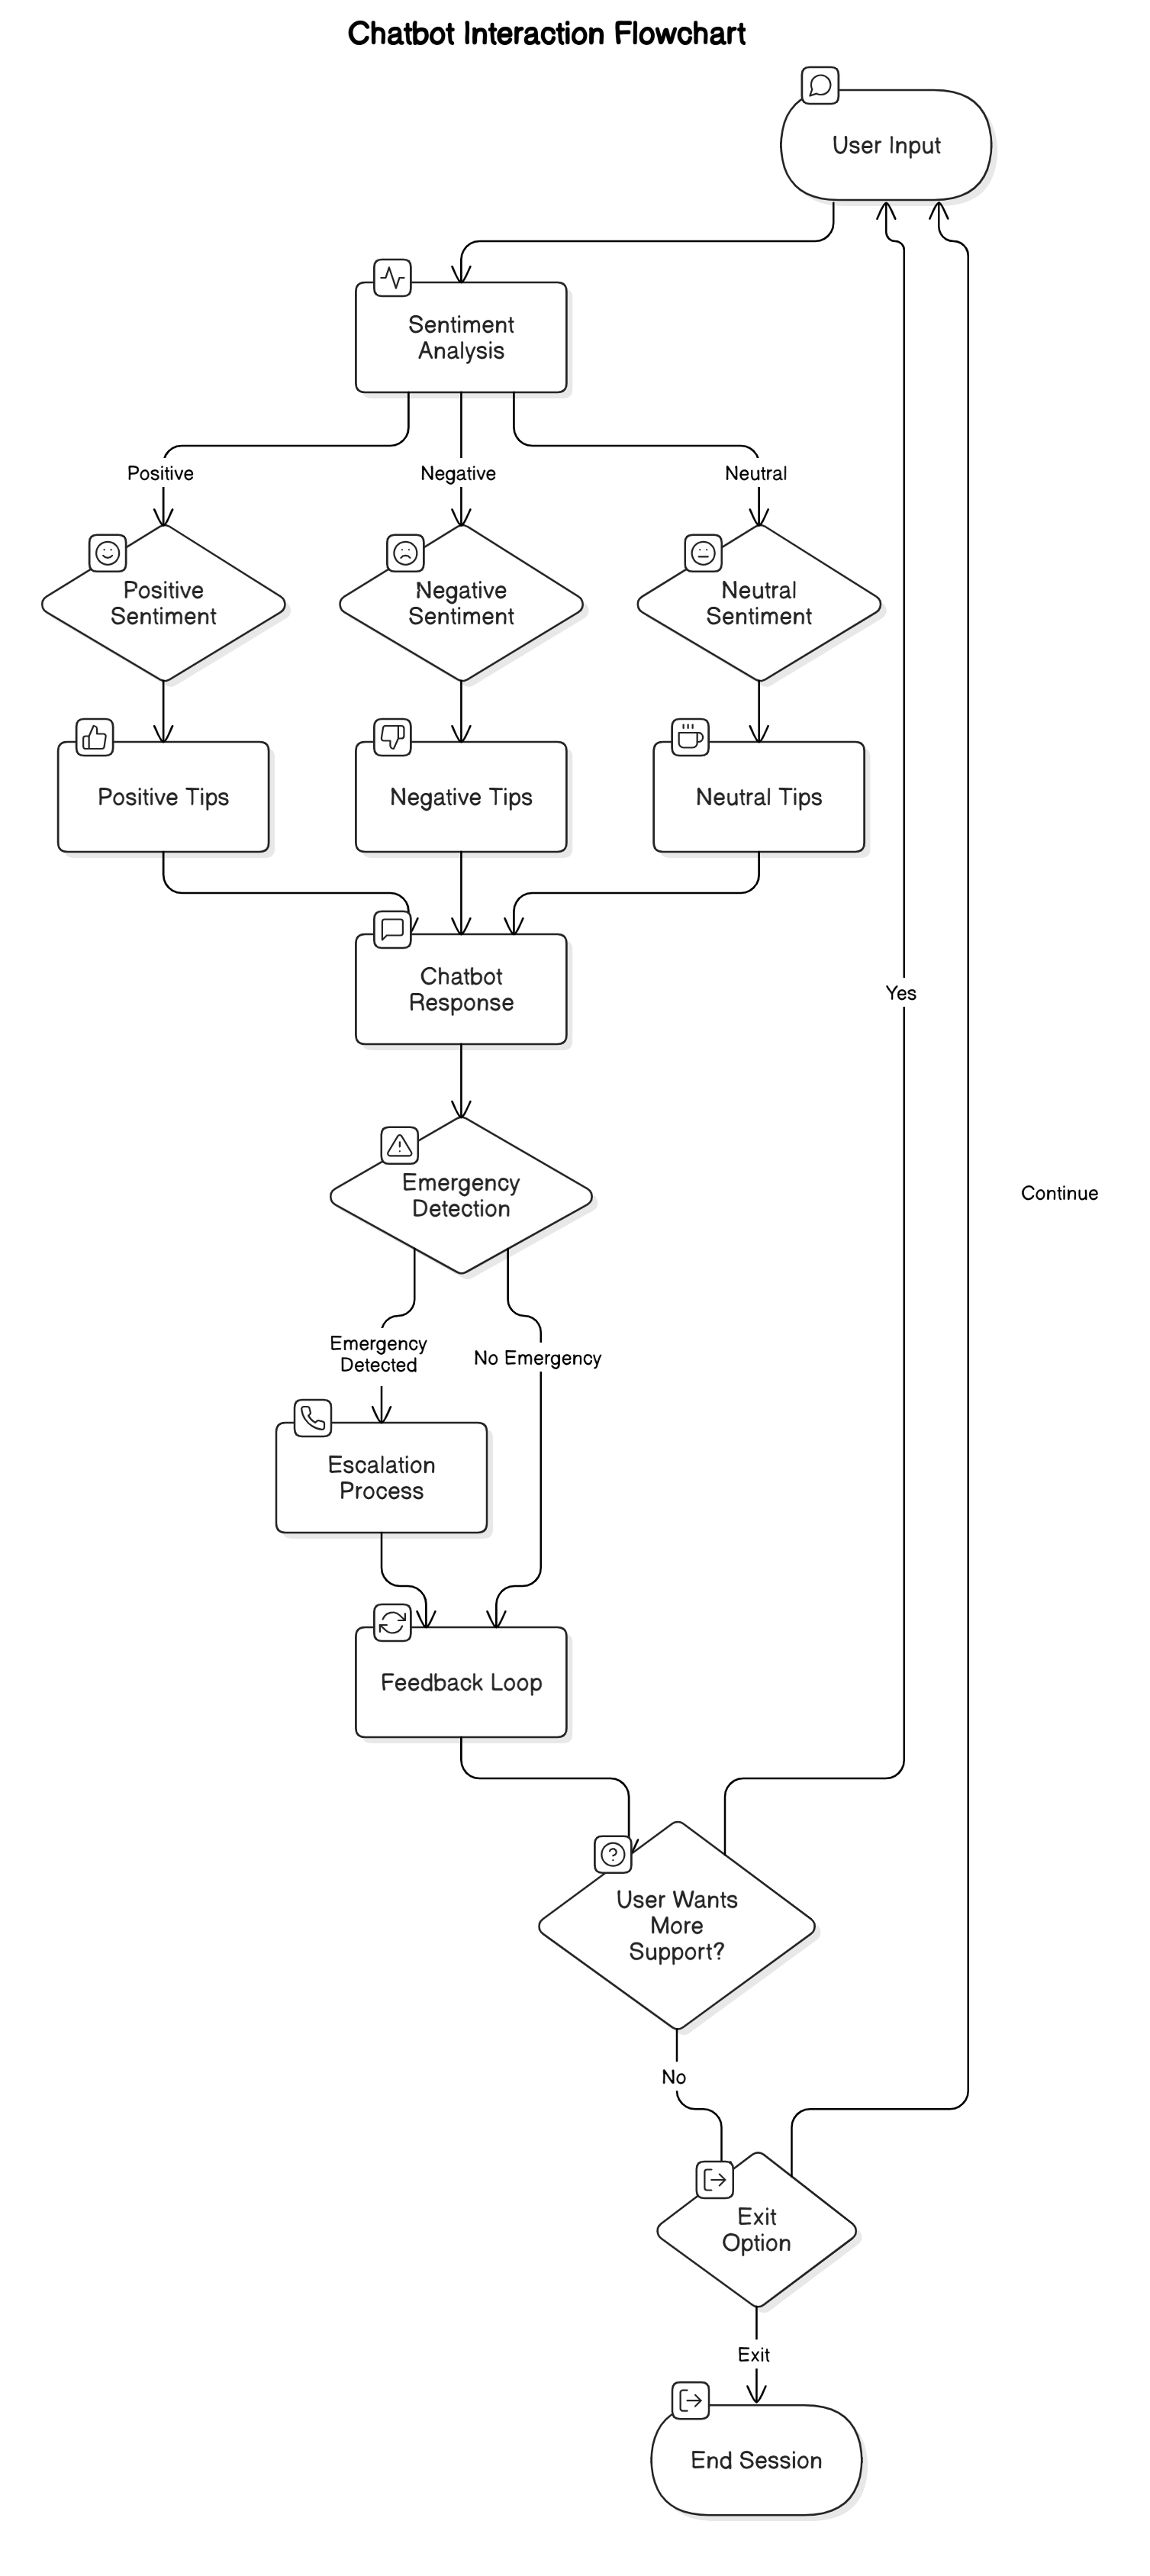 Chatbot Interaction Flowchart
User Input
Sentiment
Analysis
Positive
Negative
Neutral
Positive
Sentiment
Negative
Sentiment
Neutral
Sentiment
Positive Tips
Negative Tips
Neutral Tips
Chatbot
Response
Yes
Emergency
Detection
Continue
Emergency
Detected
No Emergency
Escalation
Process
Feedback Loop
User Wants
More
Support?
No
Exit
Option
Exit
End Session